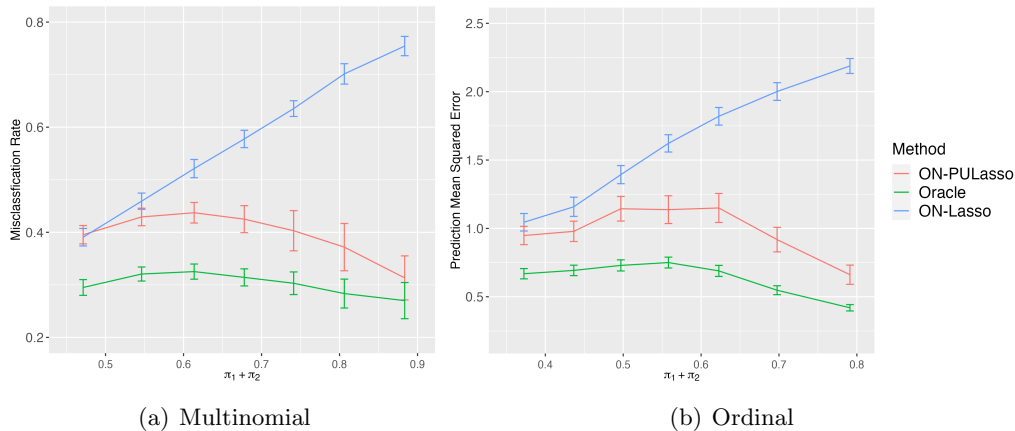 0.8
0.6
0.4
0.2
Misclassfication Rate
0.5 0.6 0.7 0.8 0.9
π1 + π2
(a) Multinomial
2.5
2.0
1.5
1.0
0.5
Prediction Mean Squared Error
0.4 0.5 0.6 0.7 0.8
π1 + π2
(b) Ordinal
Method
ON-PULasso
Oracle
ON-Lasso